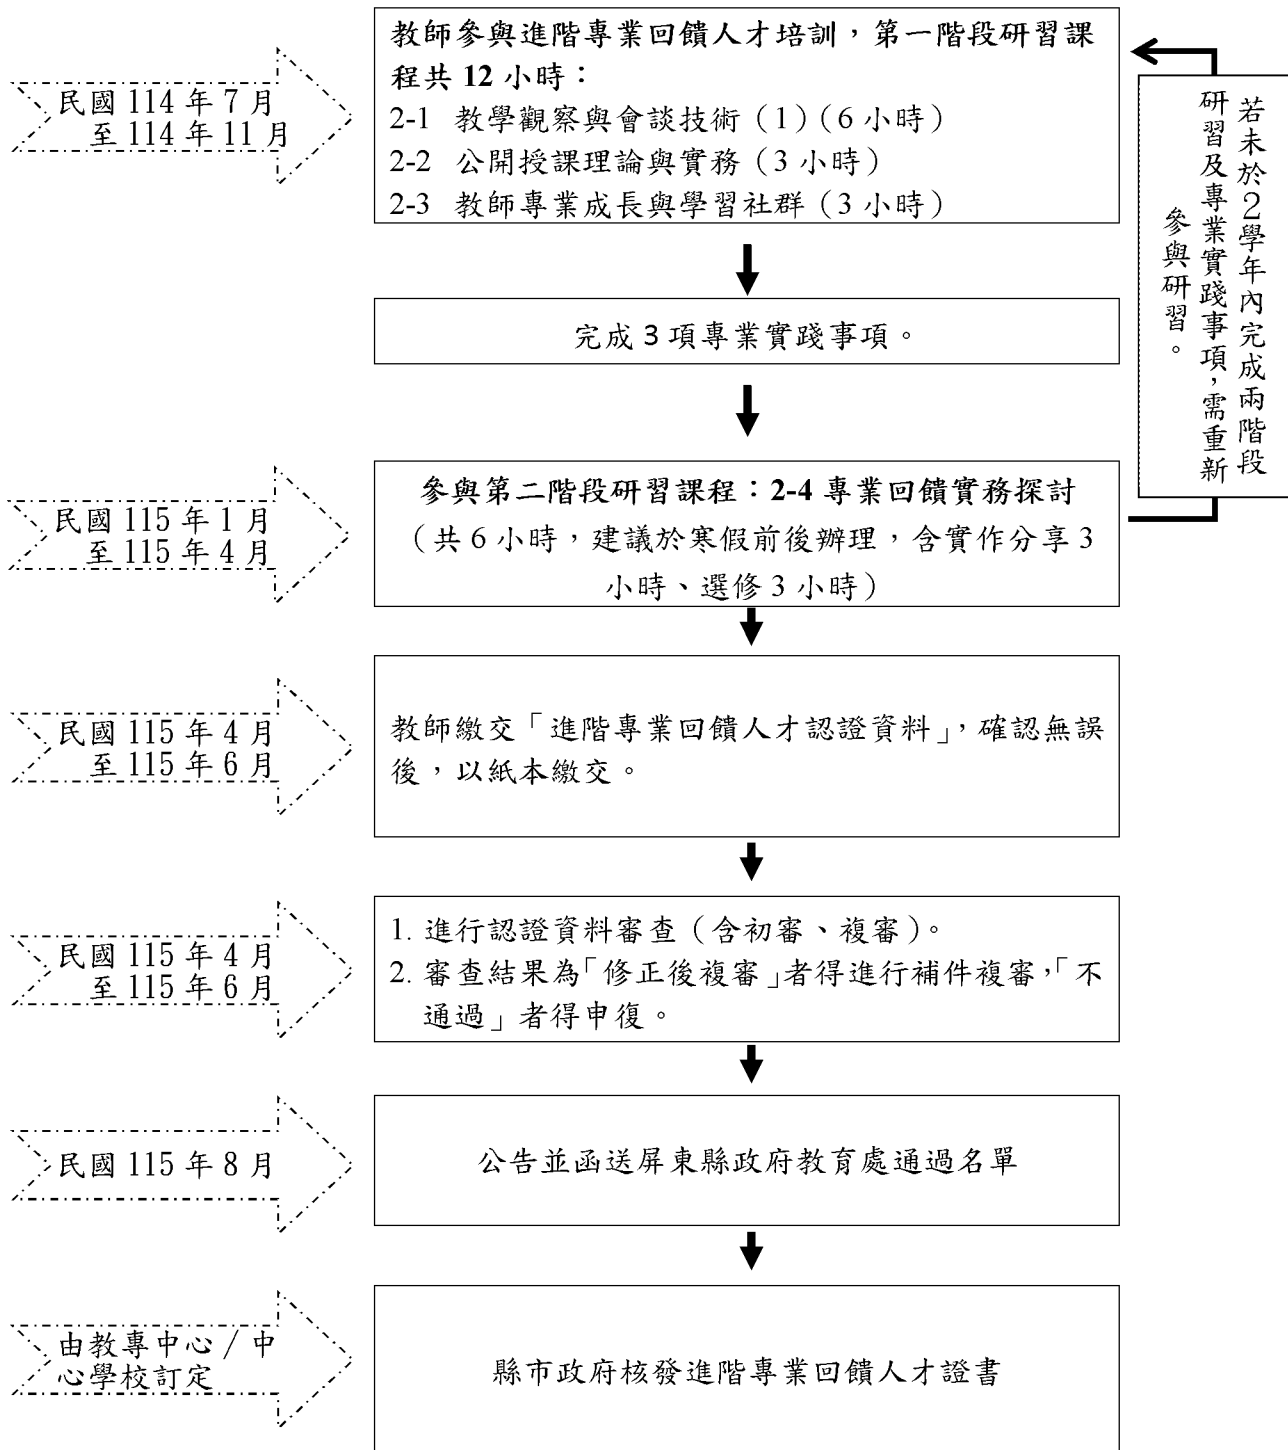 民國 114 年 7 月
至 114 年 11 月
教師參與進階專業回饋人才培訓，第一階段研習課
程共 12 小時：
2-1 教學觀察與會談技術（1）（6 小時）
2-2 公開授課理論與實務（3 小時）
2-3 教師專業成長與學習社群（3 小時）
若未於2學年內完成兩階段
研習及專業實踐事項，需重新
參與研習。
完成 3 項專業實踐事項。
民國 115 年 1 月
至 115 年 4 月
參與第二階段研習課程：2-4 專業回饋實務探討
（共 6 小時，建議於寒假前後辦理，含實作分享 3
小時、選修 3 小時）
民國 115 年 4 月
至 115 年 6 月
教師繳交「進階專業回饋人才認證資料」，確認無誤
後，以紙本繳交。
民國 115 年 4 月
至 115 年 6 月
1. 進行認證資料審查（含初審、複審）。
2. 審查結果為「修正後複審」者得進行補件複審，「不
通過」者得申復。
民國 115 年 8 月
公告並函送屏東縣政府教育處通過名單
由教專中心 / 中
心學校訂定
縣市政府核發進階專業回饋人才證書